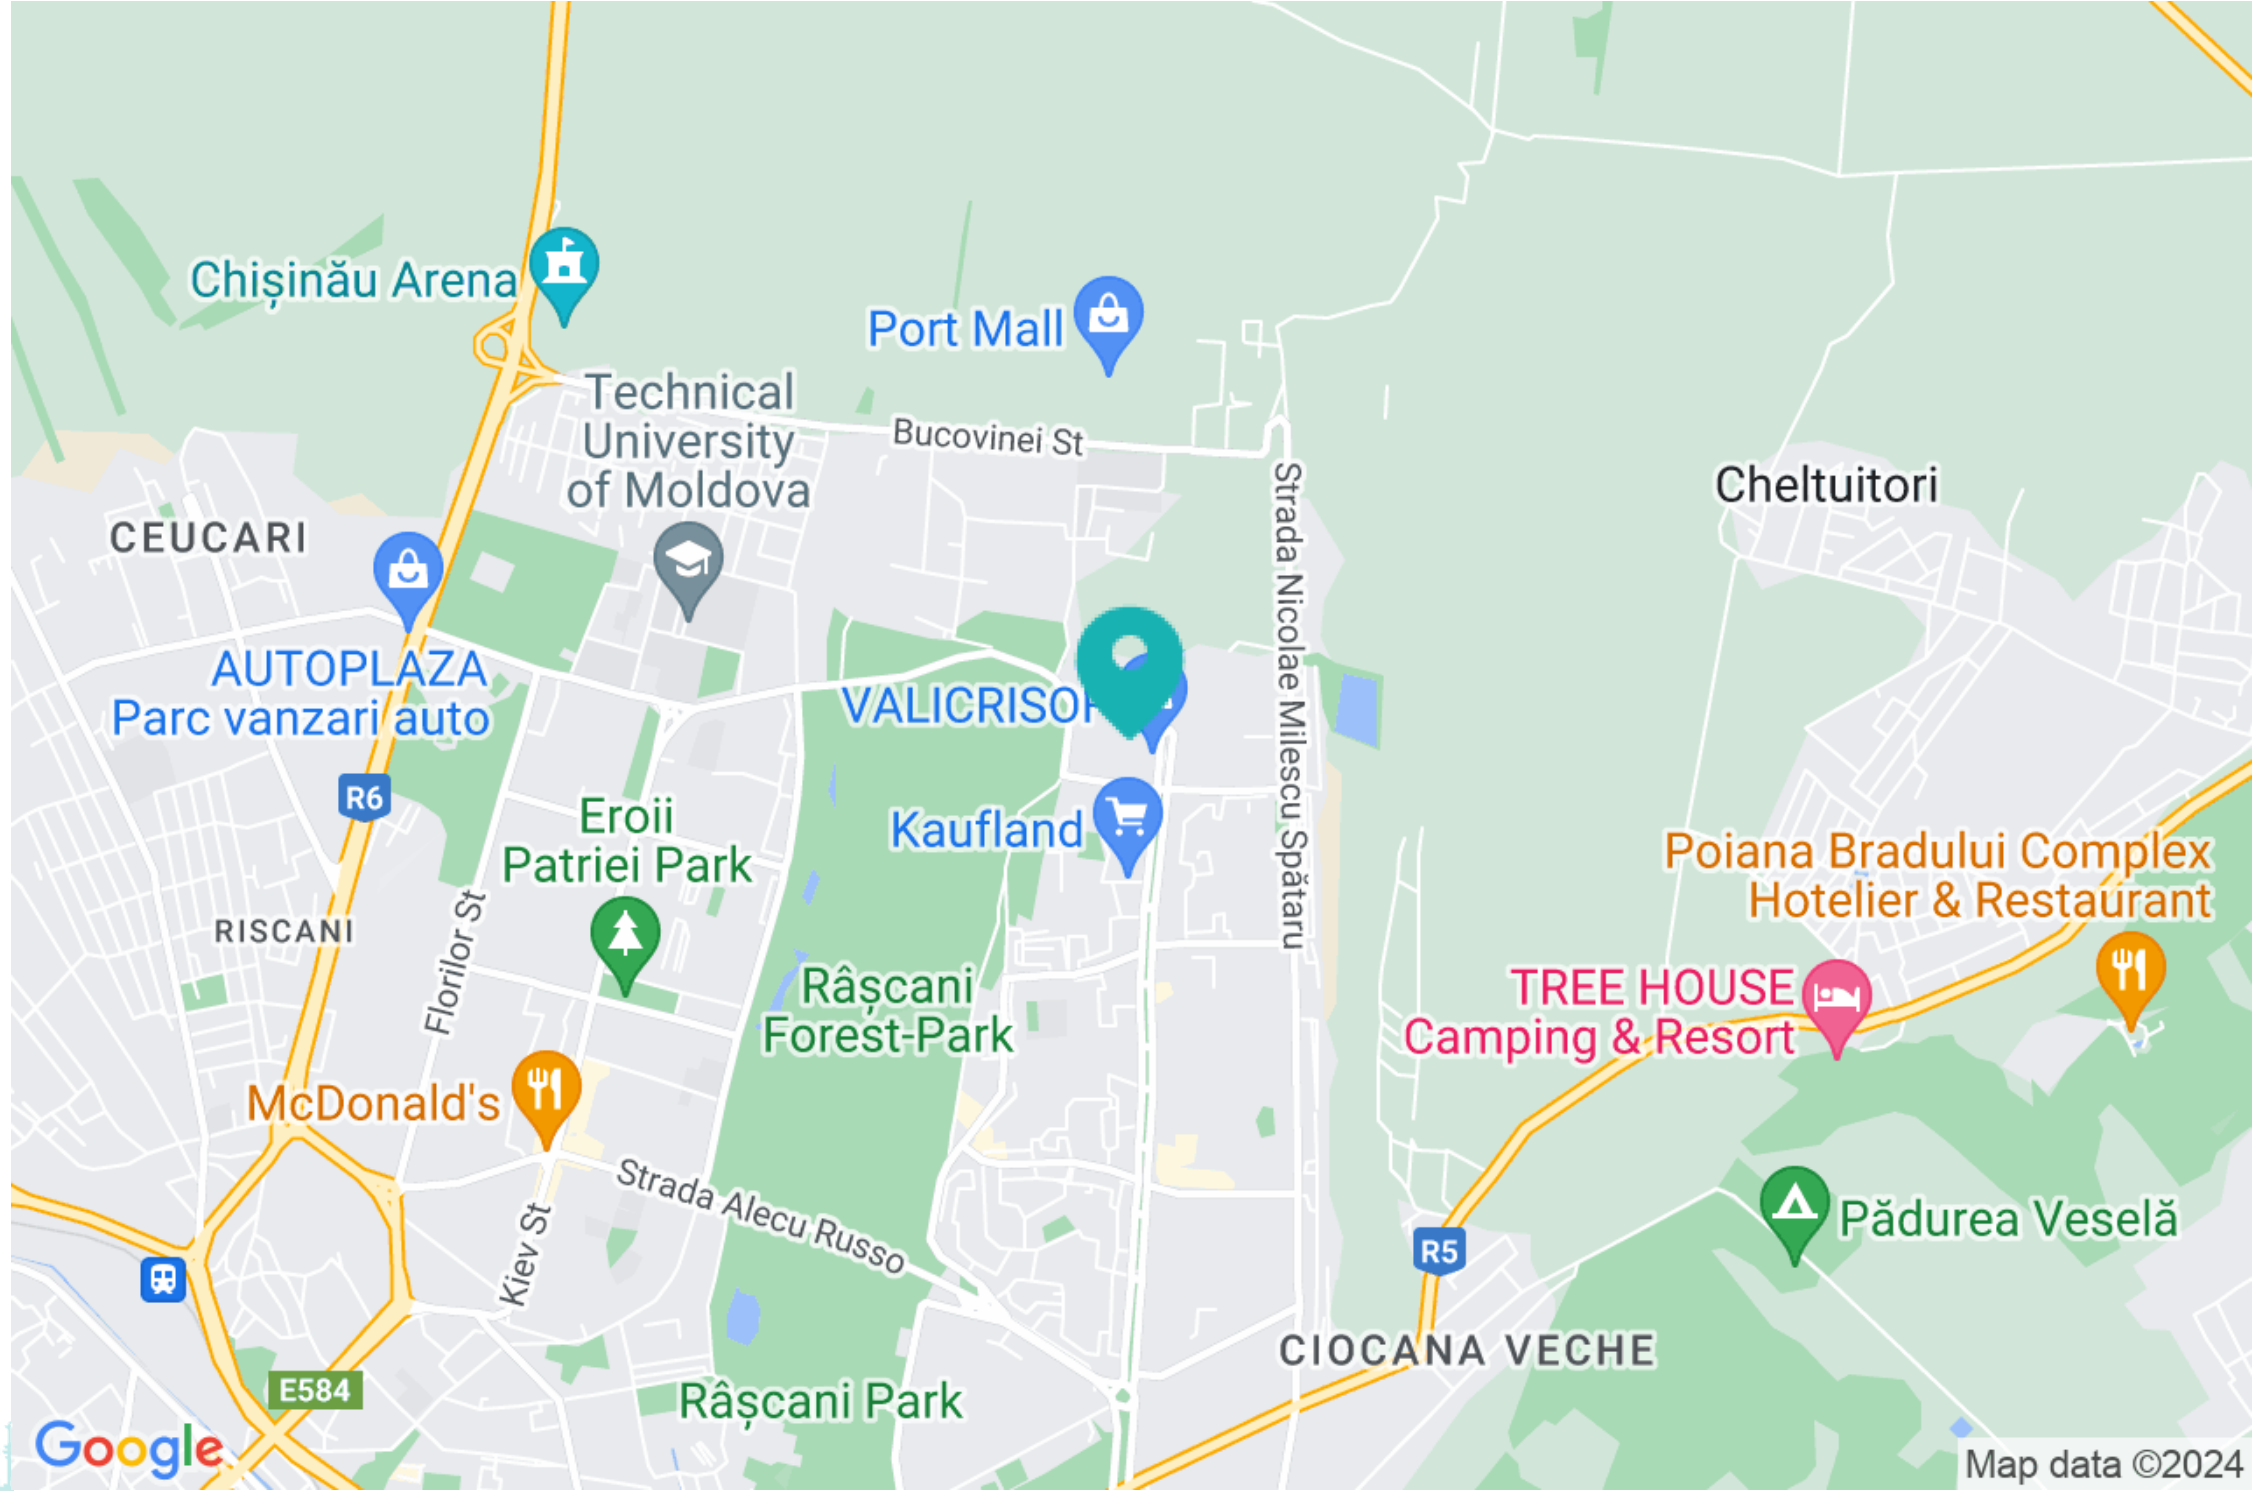 Chișinău Arena
Port Mall
Technical
University
of Moldova
Bucovinei St
Strada Nicolae Milescu Spătaru
Cheltuitori
CEUCARI
AUTOPLAZA
Parc vanzari auto
VALICRISO
R6
Eroii
Patriei Park
Kaufland
Poiana Bradului Complex
Hotelier & Restaurant
RISCANI
Florilor St
Râșcani
Forest-Park
TREE HOUSE
Camping & Resort
McDonald's
Strada Alecu Russo
Kiev St
Pădurea Veselă
R5
CIOCANA VECHE
E584
Râșcani Park
Google
Map data ©2024